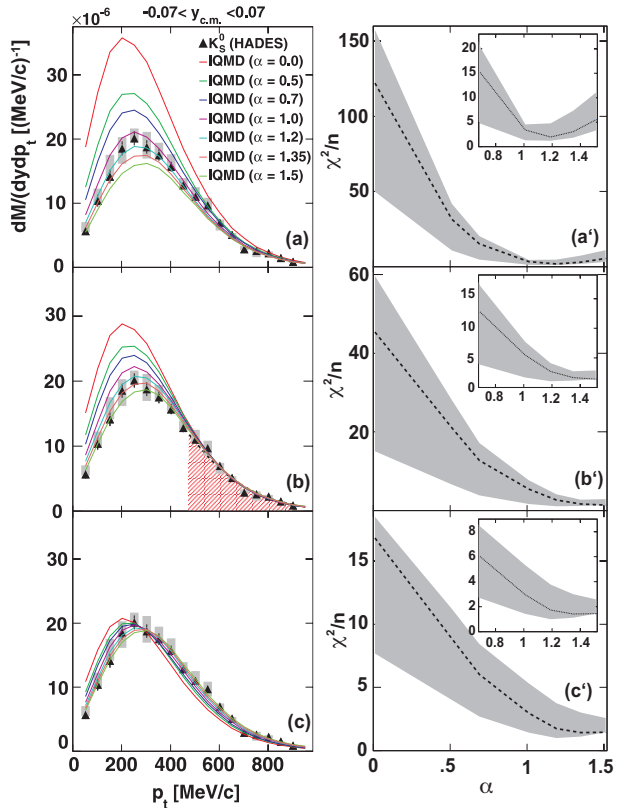 ×10⁻⁶
-0.07< y_c.m. <0.07
dM/(dydp_t) [(MeV/c)⁻¹]
30
20
10
0
K⁰_S (HADES)
IQMD (α = 0.0)
IQMD (α = 0.5)
IQMD (α = 0.7)
IQMD (α = 1.0)
IQMD (α = 1.2)
IQMD (α = 1.35)
IQMD (α = 1.5)
(a)
χ²/n
150
100
50
20
15
10
5
0
0.8 1 1.2 1.4
(a')
30
20
10
0
(b)
χ²/n
60
40
20
15
10
5
0
0.8 1 1.2 1.4
(b')
30
20
10
0
(c)
0 200 400 600 800
p_t [MeV/c]
χ²/n
15
10
5
0
8
6
4
2
0
0.8 1 1.2 1.4
(c')
0 .5 1 1.5
α